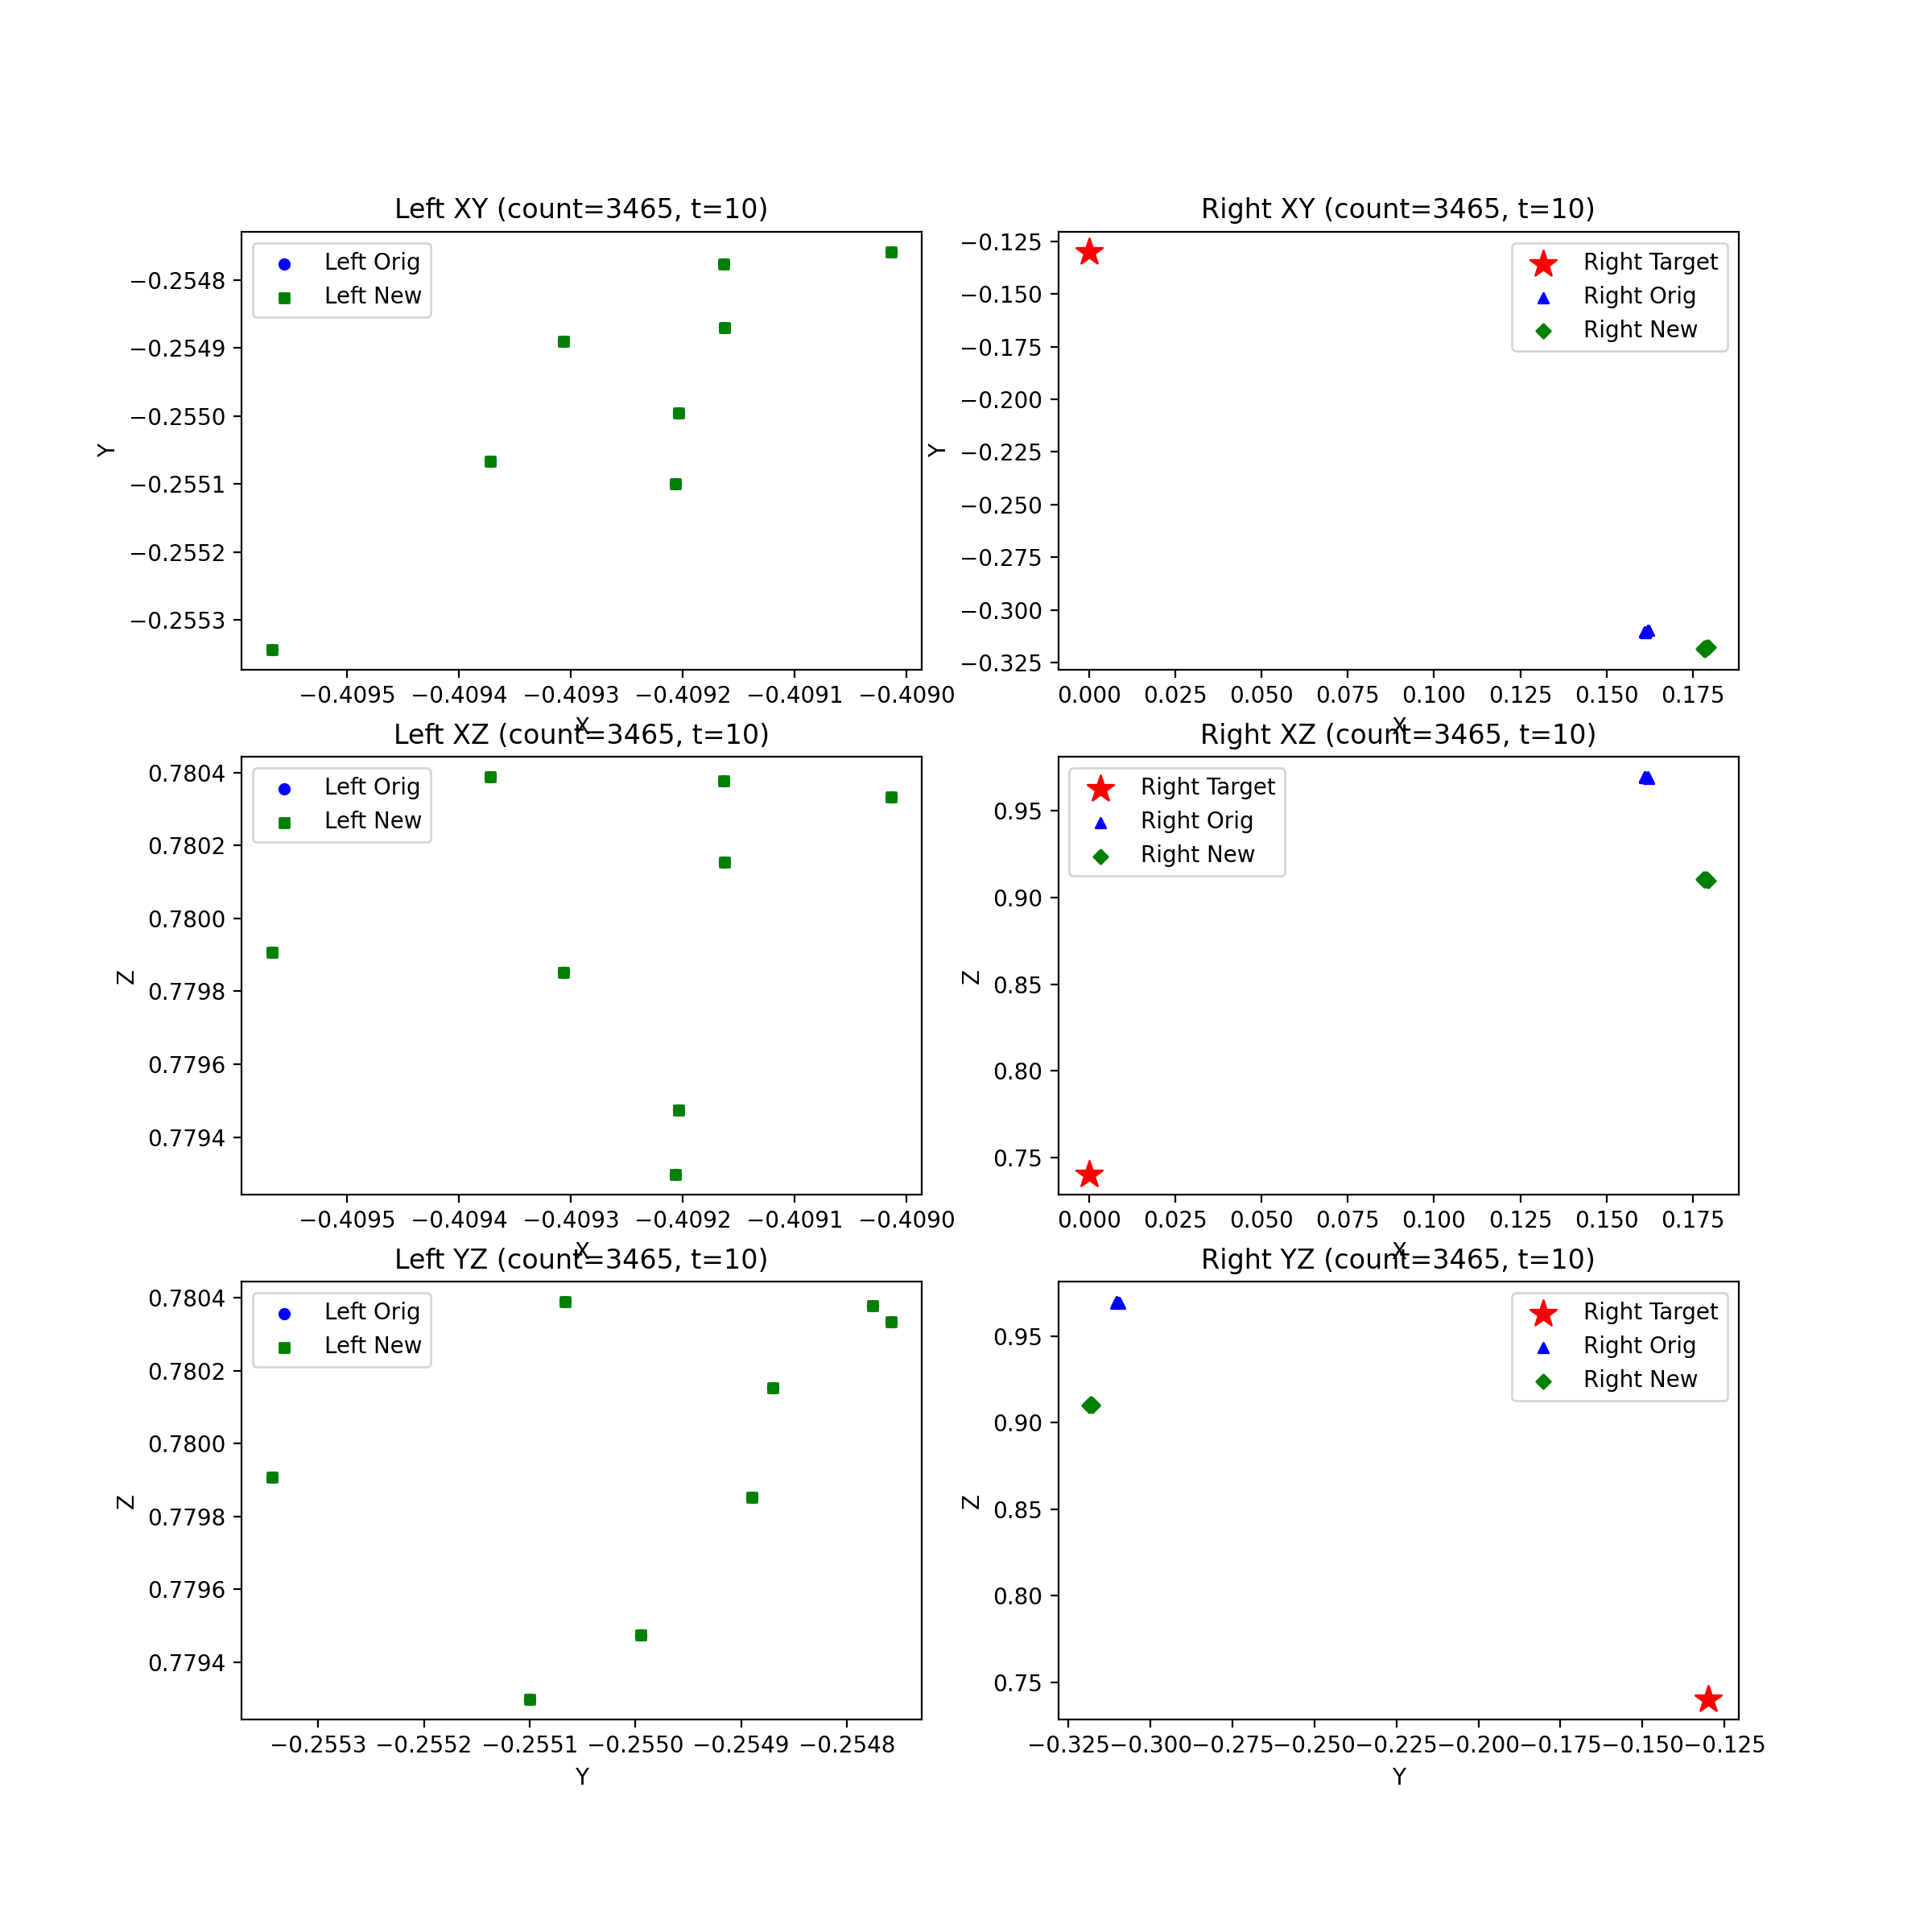 Left XY (count=3465, t=10)
Left Orig
Left New
−0.2548
−0.2549
−0.2550
−0.2551
−0.2552
−0.2553
Y
−0.4095 −0.4094 −0.4093 −0.4092 −0.4091 −0.4090
X
Right XY (count=3465, t=10)
Right Target
Right Orig
Right New
−0.125
−0.150
−0.175
−0.200
−0.225
−0.250
−0.275
−0.300
−0.325
Y
0.000 0.025 0.050 0.075 0.100 0.125 0.150 0.175
X
Left XZ (count=3465, t=10)
Left Orig
Left New
0.7804
0.7802
0.7800
0.7798
0.7796
0.7794
Z
−0.4095 −0.4094 −0.4093 −0.4092 −0.4091 −0.4090
X
Right XZ (count=3465, t=10)
Right Target
Right Orig
Right New
0.95
0.90
0.85
0.80
0.75
Z
0.000 0.025 0.050 0.075 0.100 0.125 0.150 0.175
X
Left YZ (count=3465, t=10)
Left Orig
Left New
0.7804
0.7802
0.7800
0.7798
0.7796
0.7794
Z
−0.2553 −0.2552 −0.2551 −0.2550 −0.2549 −0.2548
Y
Right YZ (count=3465, t=10)
Right Target
Right Orig
Right New
0.95
0.90
0.85
0.80
0.75
Z
−0.325 −0.300 −0.275 −0.250 −0.225 −0.200 −0.175 −0.150 −0.125
Y